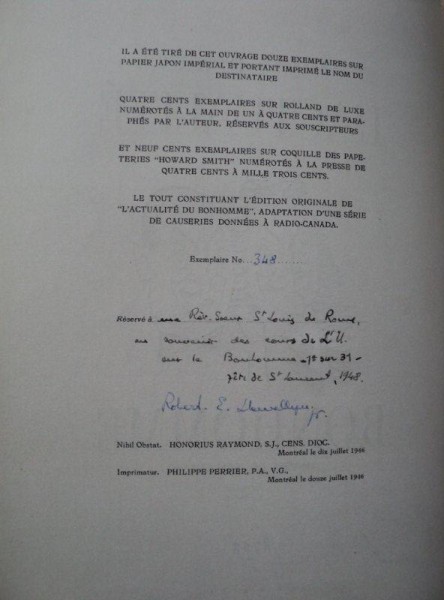 IL A ÉTÉ TIRÉ DE CET OUVRAGE DOUZE EXEMPLAIRES SUR
PAPIER JAPON IMPÉRIAL ET PORTANT IMPRIMÉ LE NOM DU
DESTINATAIRE
QUATRE CENTS EXEMPLAIRES SUR ROLLAND DE LUXE
NUMÉROTÉS À LA MAIN DE UN À QUATRE CENTS ET PARA-
PHÉS PAR L'AUTEUR, RÉSERVÉS AUX SOUSCRIPTEURS
ET NEUF CENTS EXEMPLAIRES SUR COQUILLE DES PAPE-
TERIES "HOWARD SMITH" NUMÉROTÉS À LA PRESSE DE
QUATRE CENTS À MILLE TROIS CENTS.
LE TOUT CONSTITUANT L'ÉDITION ORIGINALE DE
"L'ACTUALITÉ DU BONHOMME", ADAPTATION D'UNE SÉRIE
DE CAUSERIES DONNÉES À RADIO-CANADA.
Exemplaire No. 348
Réservé à Rév. Soeur St Louis de Rome,
en souvenir des cours de L'U.
sur le Bonhomme
fête de St Laurent, 1948.
Robert E. Llewellyn
Nihil Obstat. HONORIUS RAYMOND, S.J., CENS. DIOC.
Montréal le dix juillet 1946
Imprimatur. PHILIPPE PERRIER, P.A., V.G.,
Montréal le douze juillet 1946